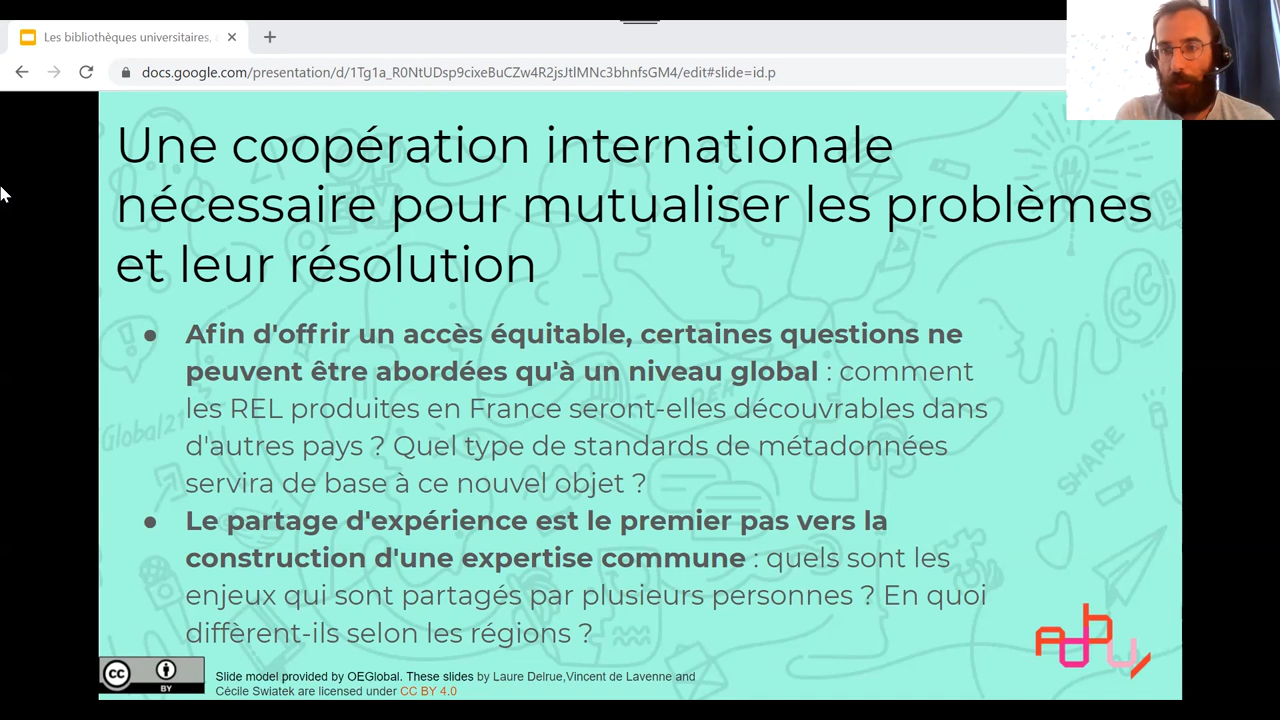 Les bibliothèques universitaires,
docs.google.com/presentation/d/1Tg1a_R0NtUDsp9cixeBuCZw4R2jsJtlMNc3bhnfsGM4/edit#slide=id.p
Une coopération internationale
nécessaire pour mutualiser les problèmes
et leur résolution
● Afin d'offrir un accès équitable, certaines questions ne
peuvent être abordées qu'à un niveau global : comment
les REL produites en France seront-elles découvrables dans
d'autres pays ? Quel type de standards de métadonnées
servira de base à ce nouvel objet ?
● Le partage d'expérience est le premier pas vers la
construction d'une expertise commune : quels sont les
enjeux qui sont partagés par plusieurs personnes ? En quoi
diffèrent-ils selon les régions ?
Global21
SHARE
CC
adbu
cc BY
Slide model provided by OEGlobal. These slides by Laure Delrue,Vincent de Lavenne and
Cécile Swiatek are licensed under CC BY 4.0